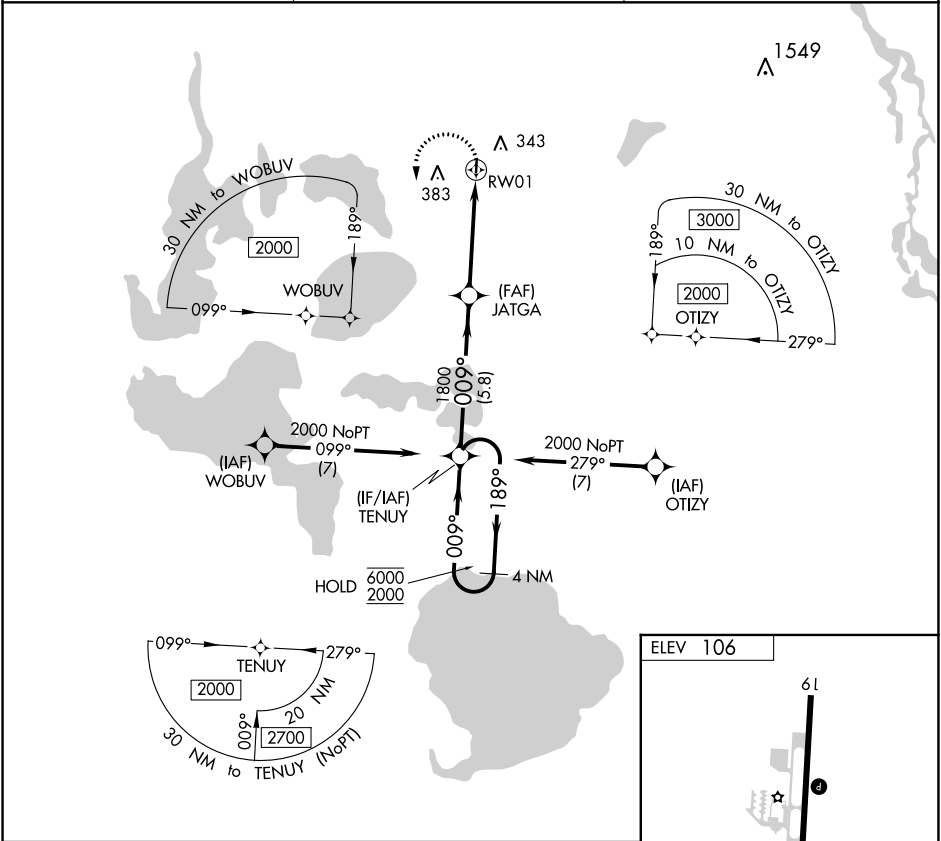 1549
343
383
RW01
30 NM to WOBUV
2000
189°
099°
WOBUV
30 NM to OTIZY
3000
10 NM to OTIZY
2000
189°
OTIZY
279°
(FAF)
JATGA
1800
009°
(5.8)
2000 NoPT
099°
(7)
(IAF)
WOBUV
2000 NoPT
279°
(7)
(IAF)
OTIZY
(IF/IAF)
TENUY
009°
189°
HOLD
6000
2000
4 NM
099°
279°
TENUY
2000
009°
20 NM
2700
30 NM to TENUY (NoPT)
ELEV 106
19
P